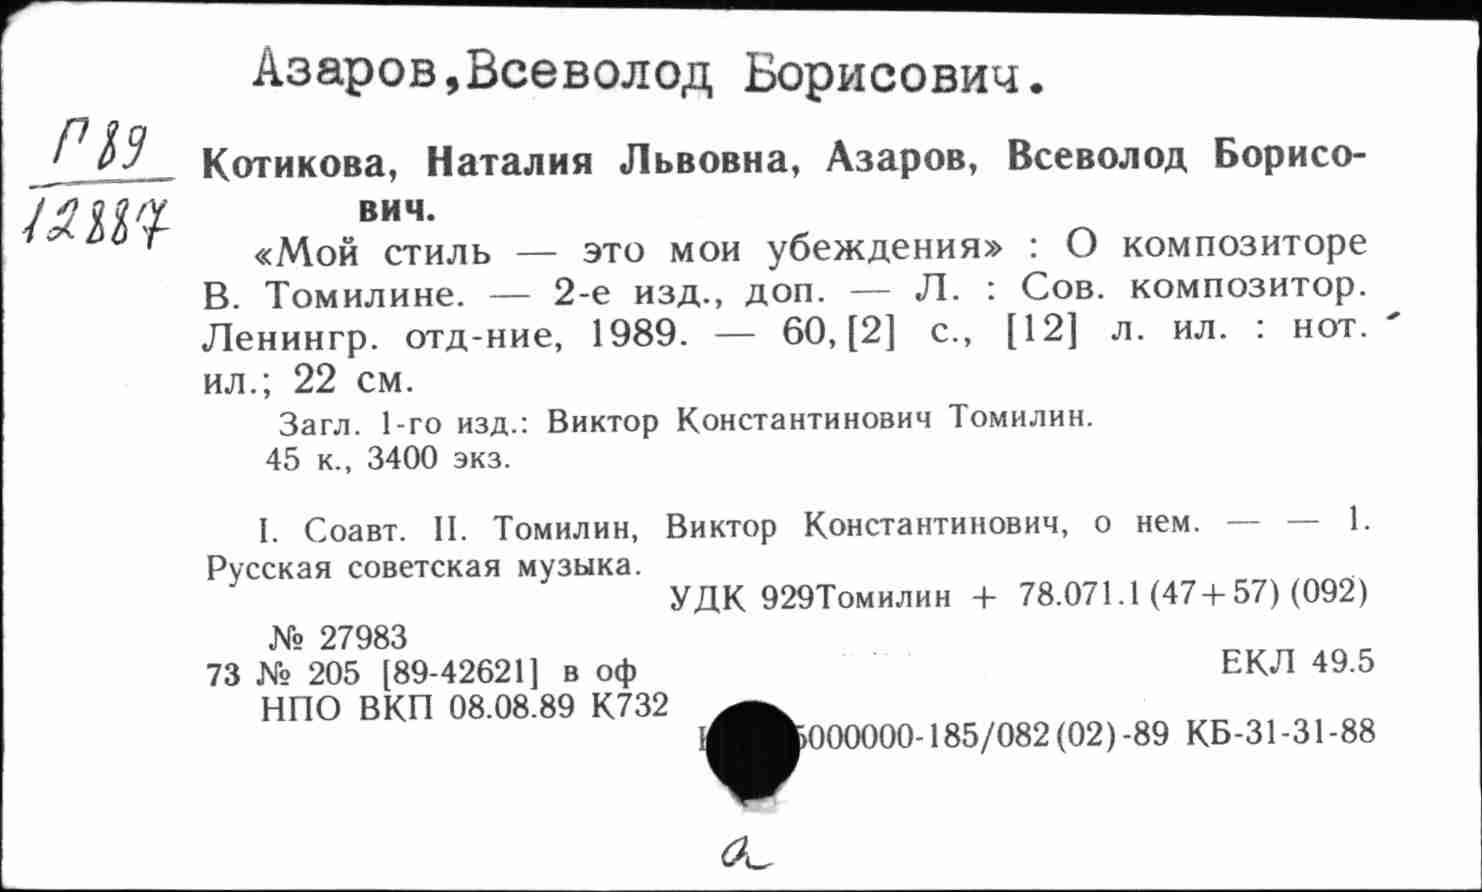 Азаров,Всеволод Борисович.
П 89
12887
Котикова, Наталия Львовна, Азаров, Всеволод Борисо-
вич.
«Мой стиль — это мои убеждения» : О композиторе
В. Томилине. — 2-е изд., доп. — Л. : Сов. композитор.
Ленингр. отд-ние, 1989. — 60, [2] с., [12] л. ил. : нот.
ил.; 22 см.
Загл. 1-го изд.: Виктор Константинович Томилин.
45 к., 3400 экз.
I. Соавт. II. Томилин, Виктор Константинович, о нем. — — 1.
Русская советская музыка.
УДК 929Томилин + 78.071.1 (47+57) (092)
№ 27983
73 № 205 [89-42621] в оф
ЕКЛ 49.5
НПО ВКП 08.08.89 К732
5000000-185/082 (02) -89 КБ-31-31-88
а